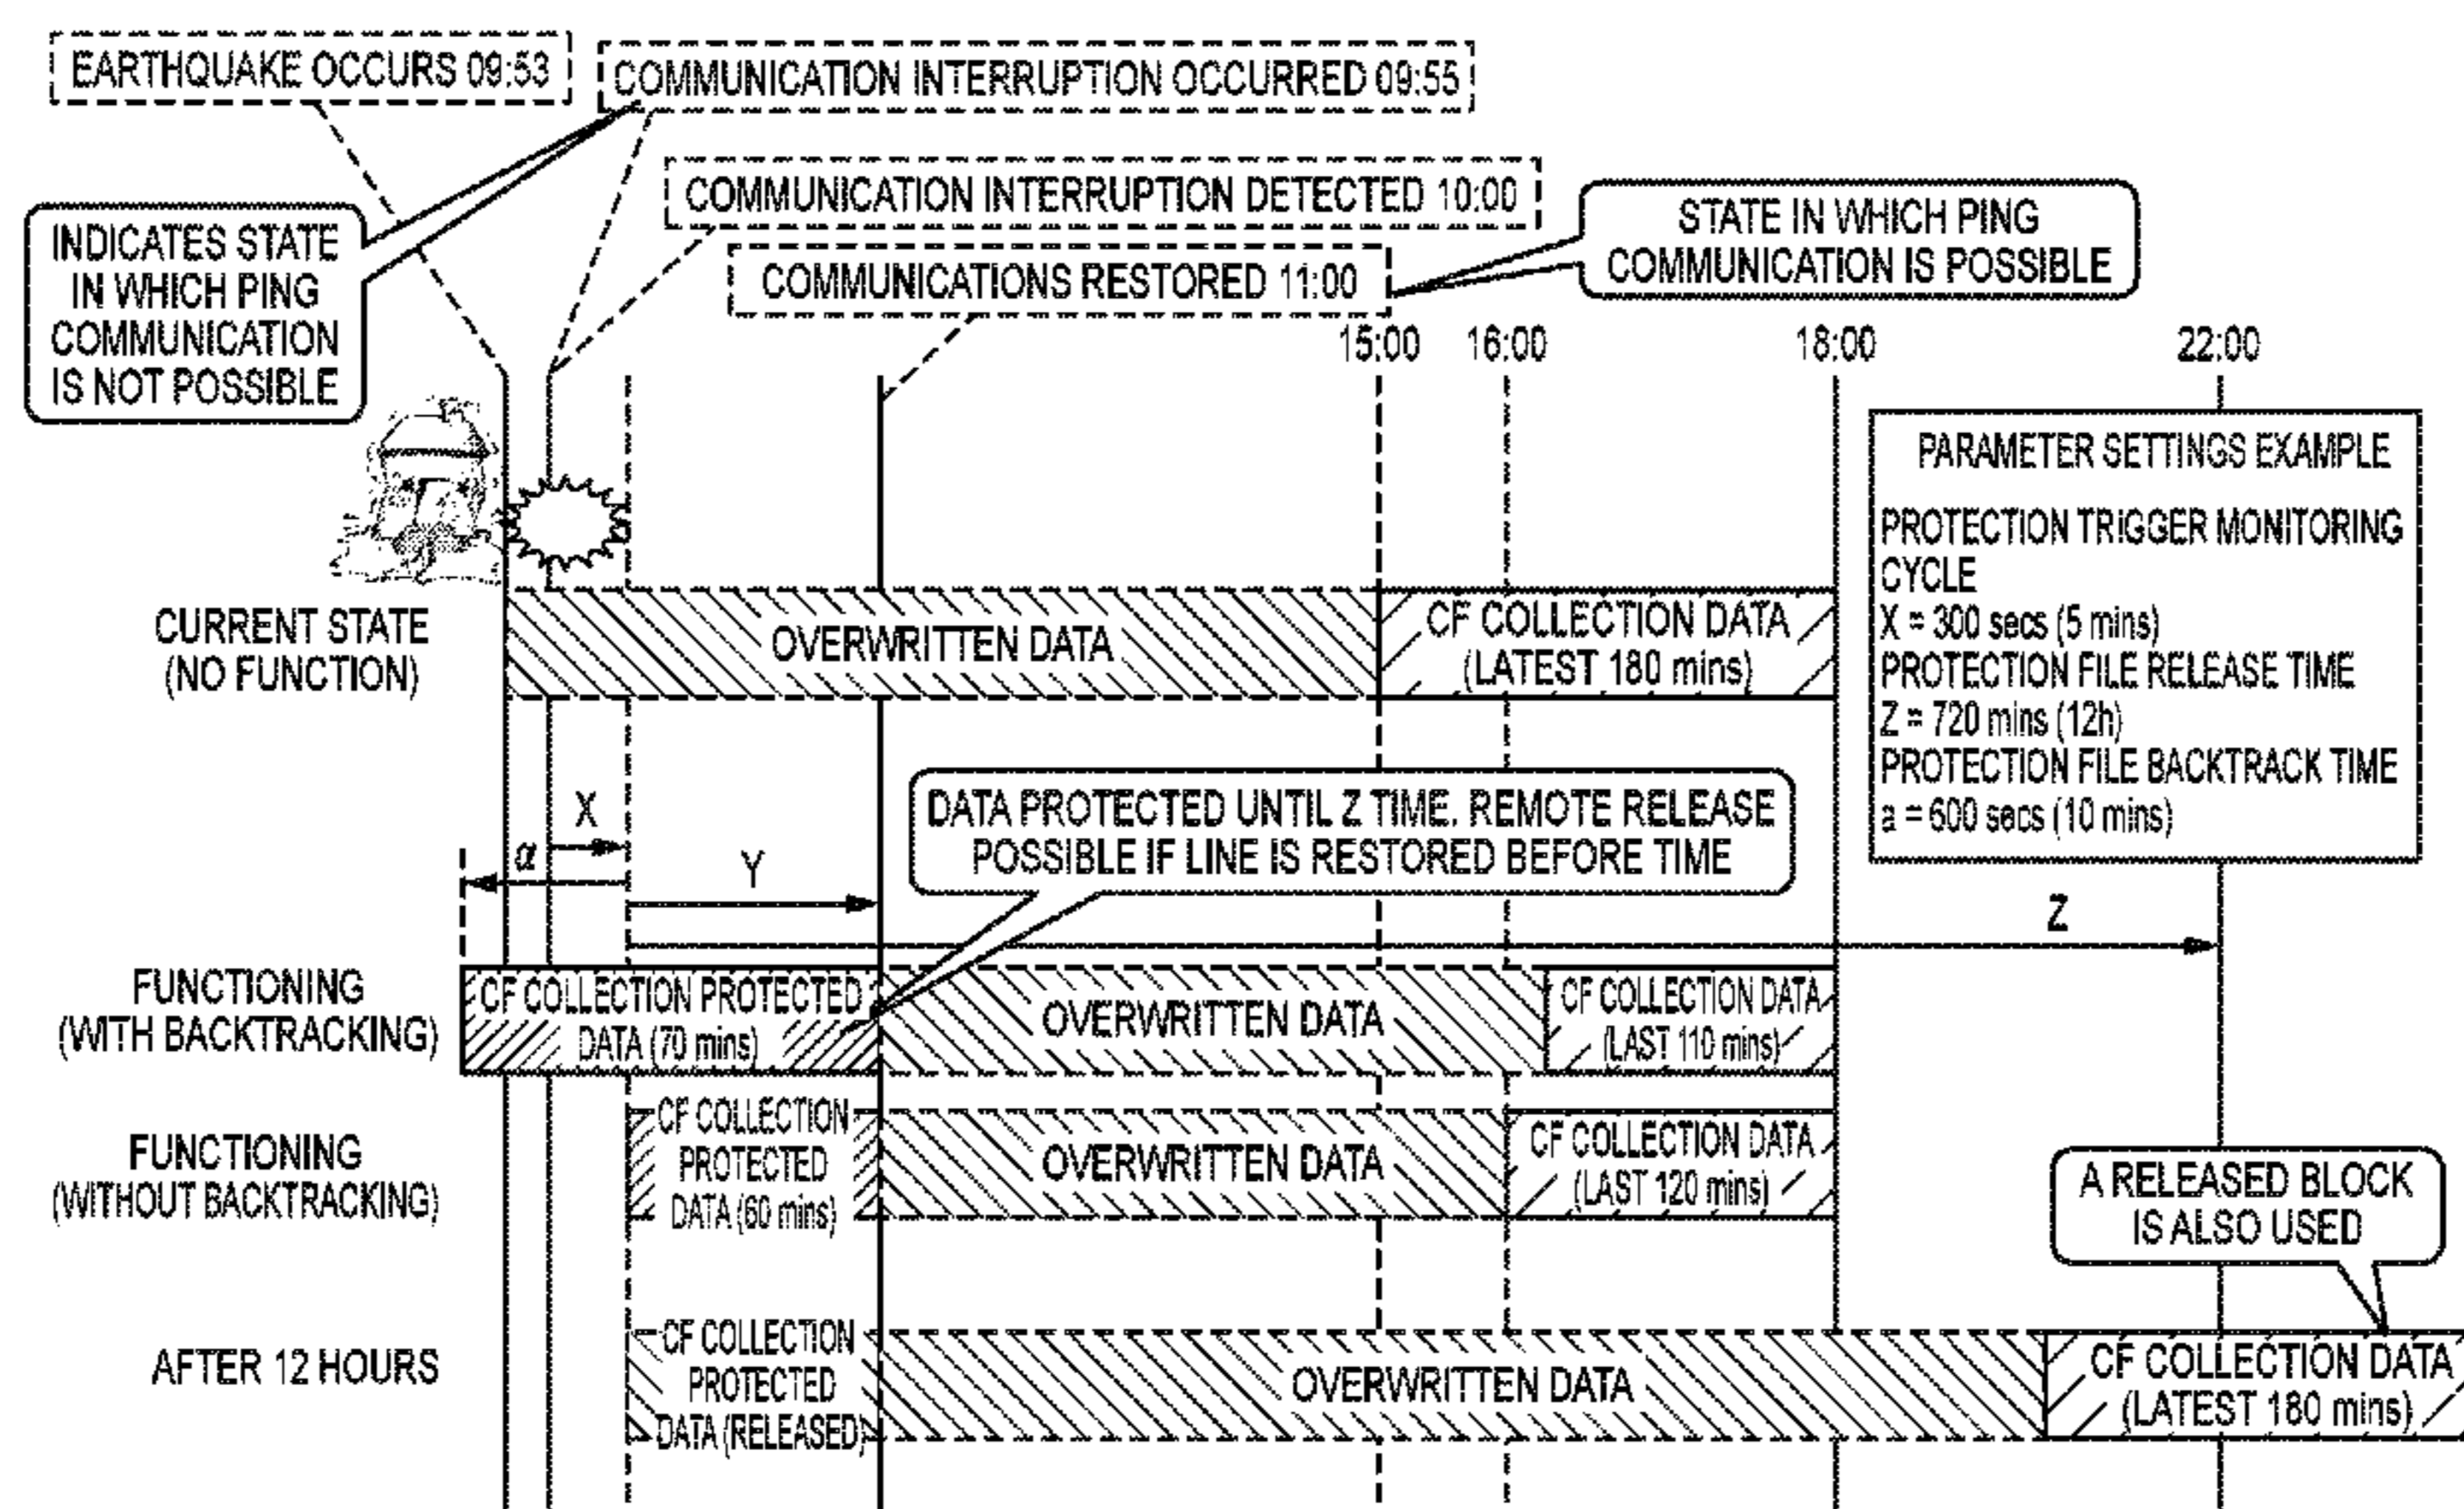 EARTHQUAKE OCCURS 09:53
COMMUNICATION INTERRUPTION OCCURRED 09:55
COMMUNICATION INTERRUPTION DETECTED 10:00
COMMUNICATIONS RESTORED 11:00
INDICATES STATE
IN WHICH PING
COMMUNICATION
IS NOT POSSIBLE
STATE IN WHICH PING
COMMUNICATION IS POSSIBLE
15:00
16:00
18:00
22:00
PARAMETER SETTINGS EXAMPLE
PROTECTION TRIGGER MONITORING
CYCLE
X = 300 secs (5 mins)
PROTECTION FILE RELEASE TIME
Z = 720 mins (12h)
PROTECTION FILE BACKTRACK TIME
a = 600 secs (10 mins)
CURRENT STATE
(NO FUNCTION)
OVERWRITTEN DATA
CF COLLECTION DATA
(LATEST 180 mins)
X
α
Y
DATA PROTECTED UNTIL Z TIME. REMOTE RELEASE
POSSIBLE IF LINE IS RESTORED BEFORE TIME
Z
FUNCTIONING
(WITH BACKTRACKING)
CF COLLECTION PROTECTED
DATA (70 mins)
OVERWRITTEN DATA
CF COLLECTION DATA
(LAST 110 mins)
FUNCTIONING
(WITHOUT BACKTRACKING)
CF COLLECTION
PROTECTED
DATA (60 mins)
OVERWRITTEN DATA
CF COLLECTION DATA
(LAST 120 mins)
A RELEASED BLOCK
IS ALSO USED
AFTER 12 HOURS
CF COLLECTION
PROTECTED
DATA (RELEASED)
OVERWRITTEN DATA
CF COLLECTION DATA
(LATEST 180 mins)